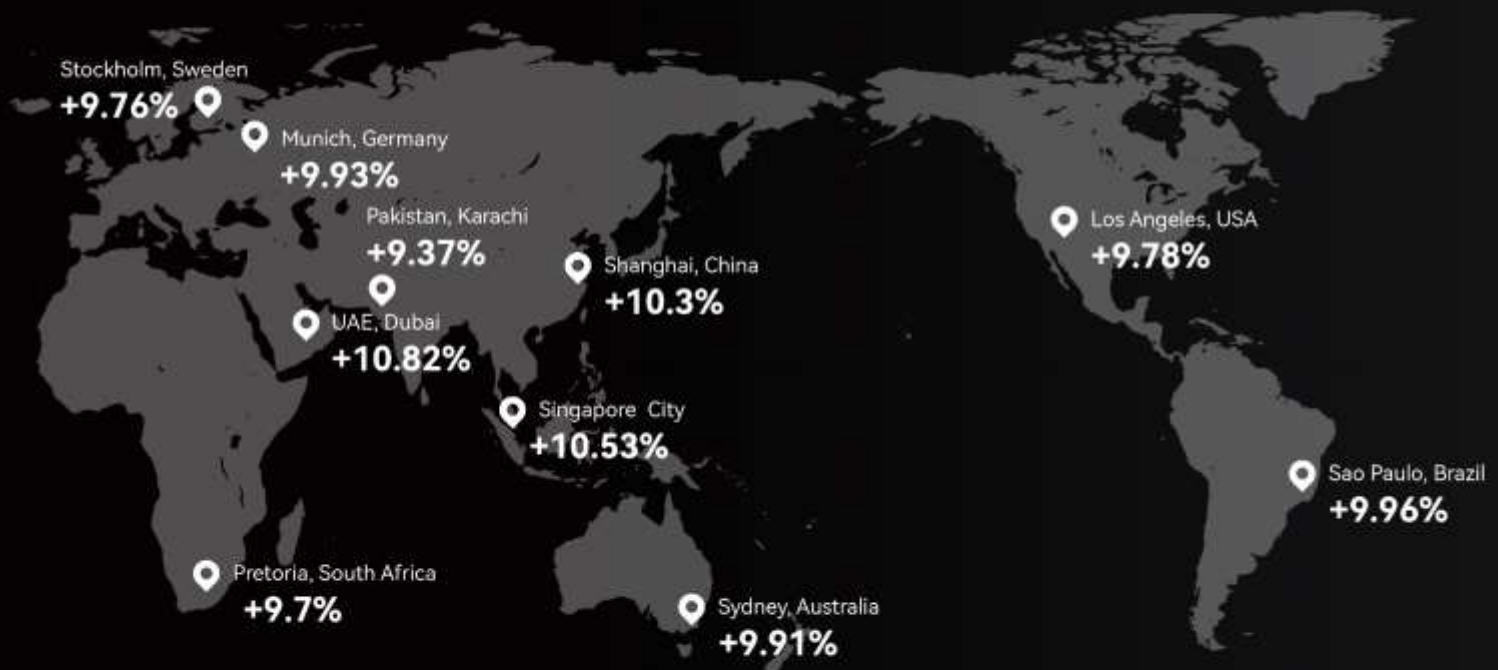 Stockholm, Sweden
+9.76%
Munich, Germany
+9.93%
Pakistan, Karachi
+9.37%
Los Angeles, USA
+9.78%
Shanghai, China
+10.3%
UAE, Dubai
+10.82%
Singapore City
+10.53%
Sao Paulo, Brazil
+9.96%
Pretoria, South Africa
+9.7%
Sydney, Australia
+9.91%